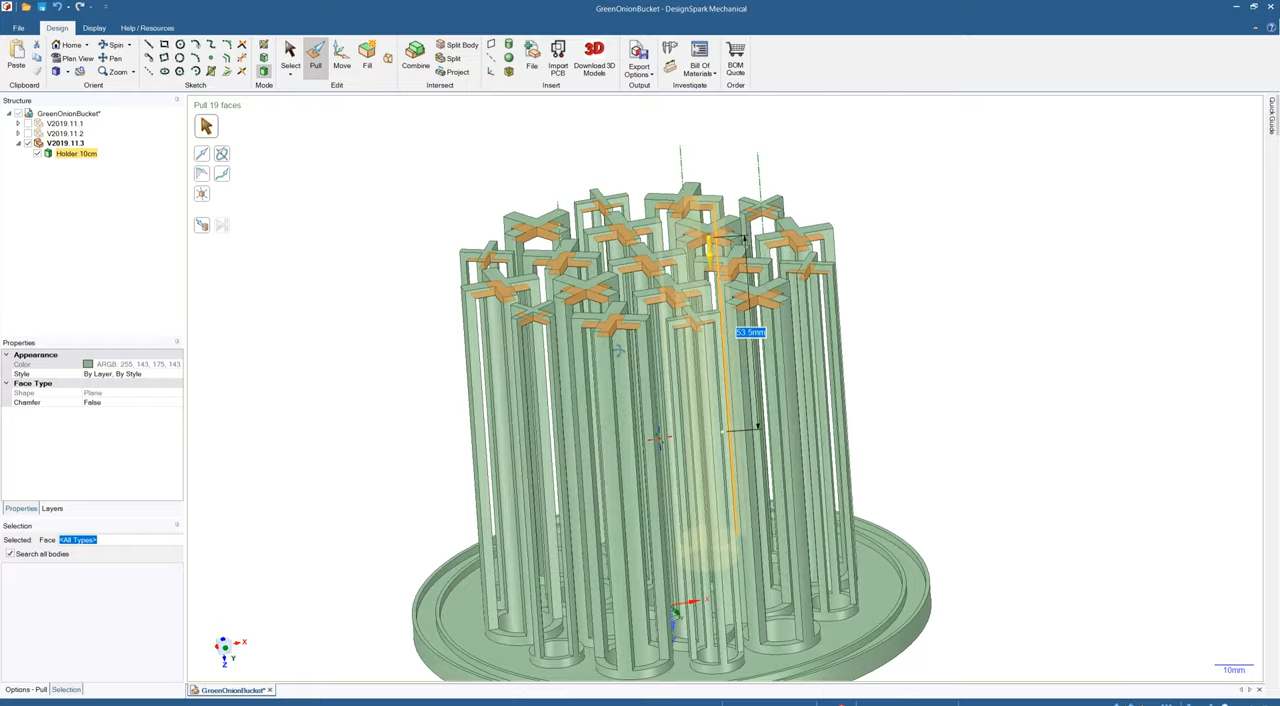 GreenOnionBucket - DesignSpark Mechanical
File Design Display Help / Resources
Paste
Clipboard
Home Spin
Plan View Pan
Zoom
Orient
Sketch
Mode
Select
Pull
Move
Fill
Edit
Combine
Split Body
Split
Project
Intersect
File
Import PCB
Download 3D Models
Insert
Export Options
Output
Bill Of Materials
Investigate
BOM Quote
Order
Structure
GreenOnionBucket*
V2019.11.1
V2019.11.2
V2019.11.3
Holder 10cm
Pull 19 faces
Quick Guide
53.5mm
Properties
Appearance
Color ARGB: 255, 143, 175, 143
Style By Layer, By Style
Face Type
Shape Plane
Chamfer False
Properties Layers
Selection
Selected: Face <All Types>
Search all bodies
X
X
Y
Z
10mm
Options - Pull Selection
GreenOnionBucket*